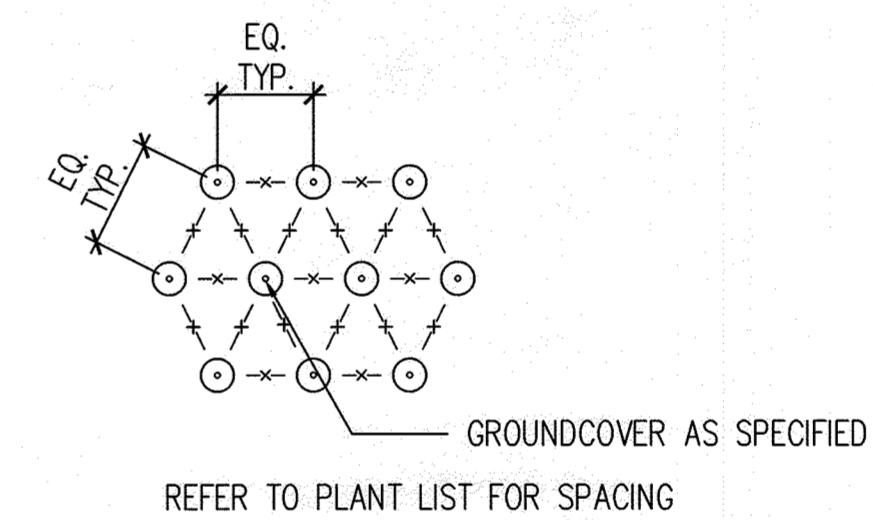 EQ.
TYP.
EQ.
TYP.
GROUNDCOVER AS SPECIFIED
REFER TO PLANT LIST FOR SPACING